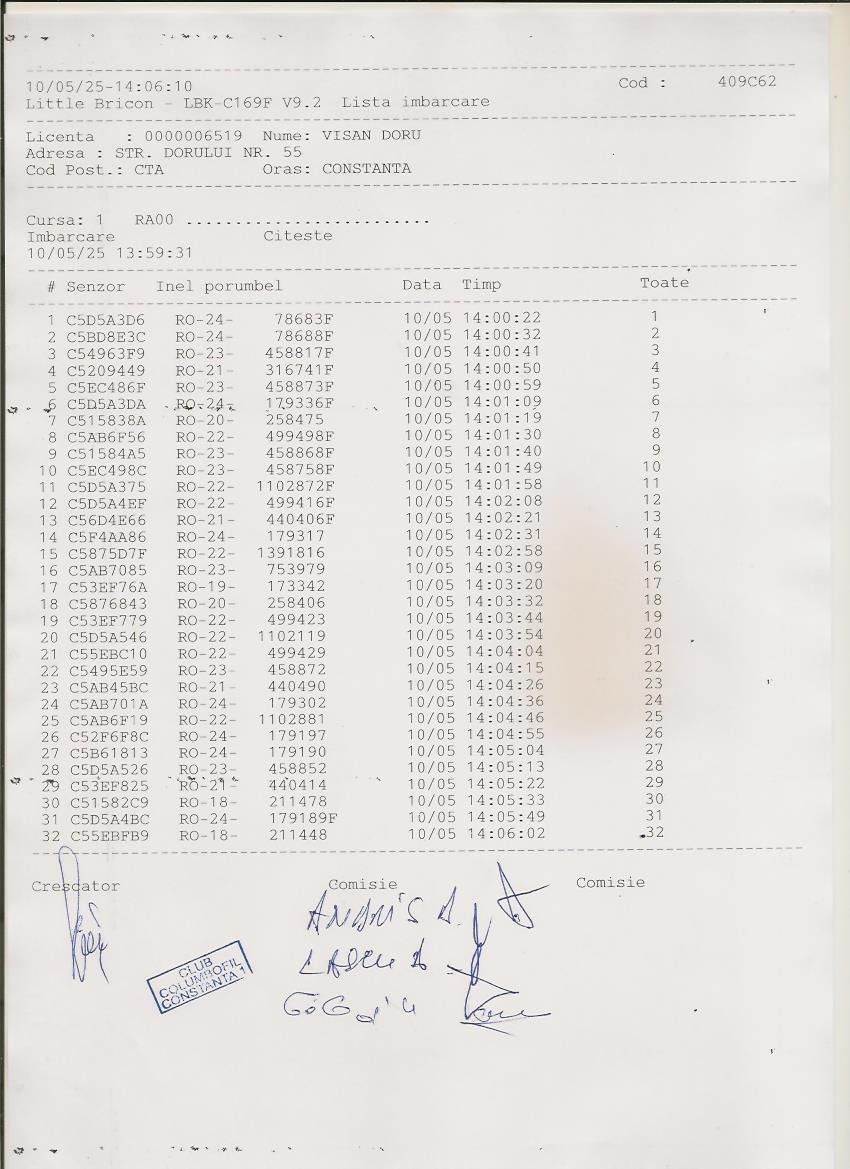 10/05/25-14:06:10 Cod : 409C62
Little Bricon - LBK-C169F V9.2 Lista imbarcare
Licenta : 0000006519 Nume: VISAN DORU
Adresa : STR. DORULUI NR. 55
Cod Post.: CTA Oras: CONSTANTA
Cursa: 1 RA00 .........................
Imbarcare Citeste
10/05/25 13:59:31
# Senzor Inel porumbel Data Timp Toate
1 C5D5A3D6 RO-24- 78683F 10/05 14:00:22 1
2 C5BD8E3C RO-24- 78688F 10/05 14:00:32 2
3 C54963F9 RO-23- 458817F 10/05 14:00:41 3
4 C5209449 RO-21- 316741F 10/05 14:00:50 4
5 C5EC486F RO-23- 458873F 10/05 14:00:59 5
6 C5D5A3DA RO-24- 179336F 10/05 14:01:09 6
7 C515838A RO-20- 258475 10/05 14:01:19 7
8 C5AB6F56 RO-22- 499498F 10/05 14:01:30 8
9 C51584A5 RO-23- 458868F 10/05 14:01:40 9
10 C5EC498C RO-23- 458758F 10/05 14:01:49 10
11 C5D5A375 RO-22- 1102872F 10/05 14:01:58 11
12 C5D5A4EF RO-22- 499416F 10/05 14:02:08 12
13 C56D4E66 RO-21- 440406F 10/05 14:02:21 13
14 C5F4AA86 RO-24- 179317 10/05 14:02:31 14
15 C5875D7F RO-22- 1391816 10/05 14:02:58 15
16 C5AB7085 RO-23- 753979 10/05 14:03:09 16
17 C53EF76A RO-19- 173342 10/05 14:03:20 17
18 C5876843 RO-20- 258406 10/05 14:03:32 18
19 C53EF779 RO-22- 499423 10/05 14:03:44 19
20 C5D5A546 RO-22- 1102119 10/05 14:03:54 20
21 C55EBC10 RO-22- 499429 10/05 14:04:04 21
22 C5495E59 RO-23- 458872 10/05 14:04:15 22
23 C5AB45BC RO-21- 440490 10/05 14:04:26 23
24 C5AB701A RO-24- 179302 10/05 14:04:36 24
25 C5AB6F19 RO-22- 1102881 10/05 14:04:46 25
26 C52F6F8C RO-24- 179197 10/05 14:04:55 26
27 C5B61813 RO-24- 179190 10/05 14:05:04 27
28 C5D5A526 RO-23- 458852 10/05 14:05:13 28
29 C53EF825 RO-21- 440414 10/05 14:05:22 29
30 C51582C9 RO-18- 211478 10/05 14:05:33 30
31 C5D5A4BC RO-24- 179189F 10/05 14:05:49 31
32 C55EBFB9 RO-18- 211448 10/05 14:06:02 32
Crescator Comisie Comisie
CLUB
COLUMBOFIL
CONSTANTA 1